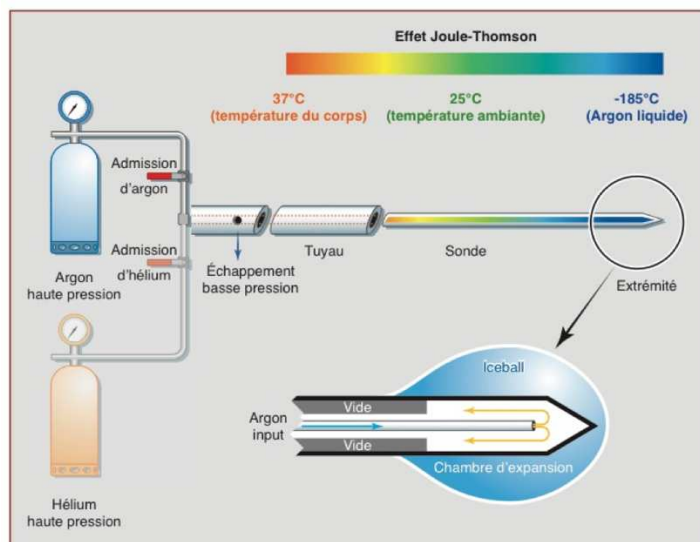 Effet Joule-Thomson
37°C
(température du corps)
25°C
(température ambiante)
-185°C
(Argon liquide)
Admission
d'argon
Admission
d'hélium
Argon
haute pression
Échappement
basse pression
Tuyau
Sonde
Extrémité
Hélium
haute pression
Iceball
Vide
Argon
input
Vide
Chambre d'expansion